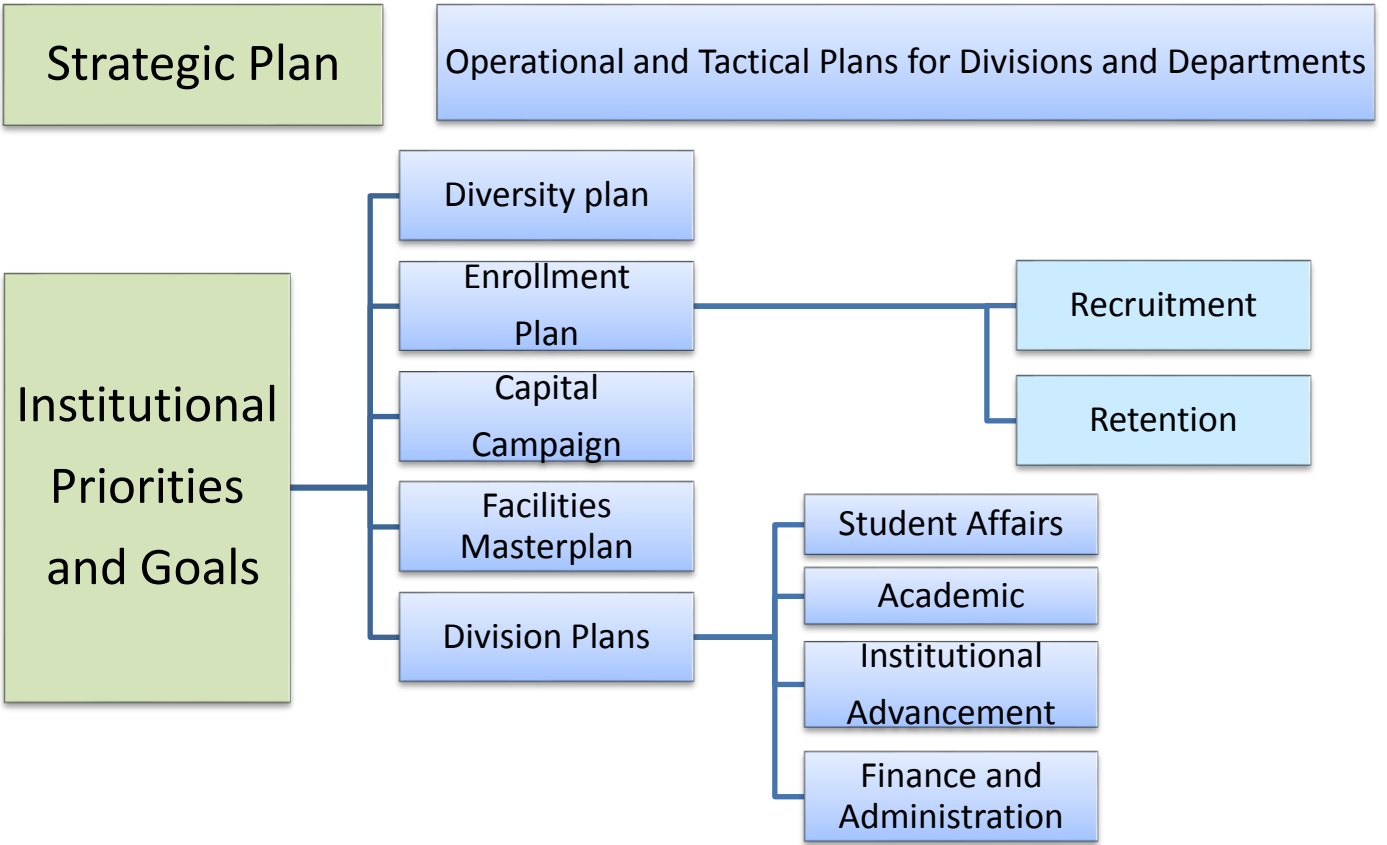 Strategic Plan
Operational and Tactical Plans for Divisions and Departments
Institutional
Priorities
and Goals
Diversity plan
Enrollment
Plan
Capital
Campaign
Facilities
Masterplan
Division Plans
Recruitment
Retention
Student Affairs
Academic
Institutional
Advancement
Finance and
Administration